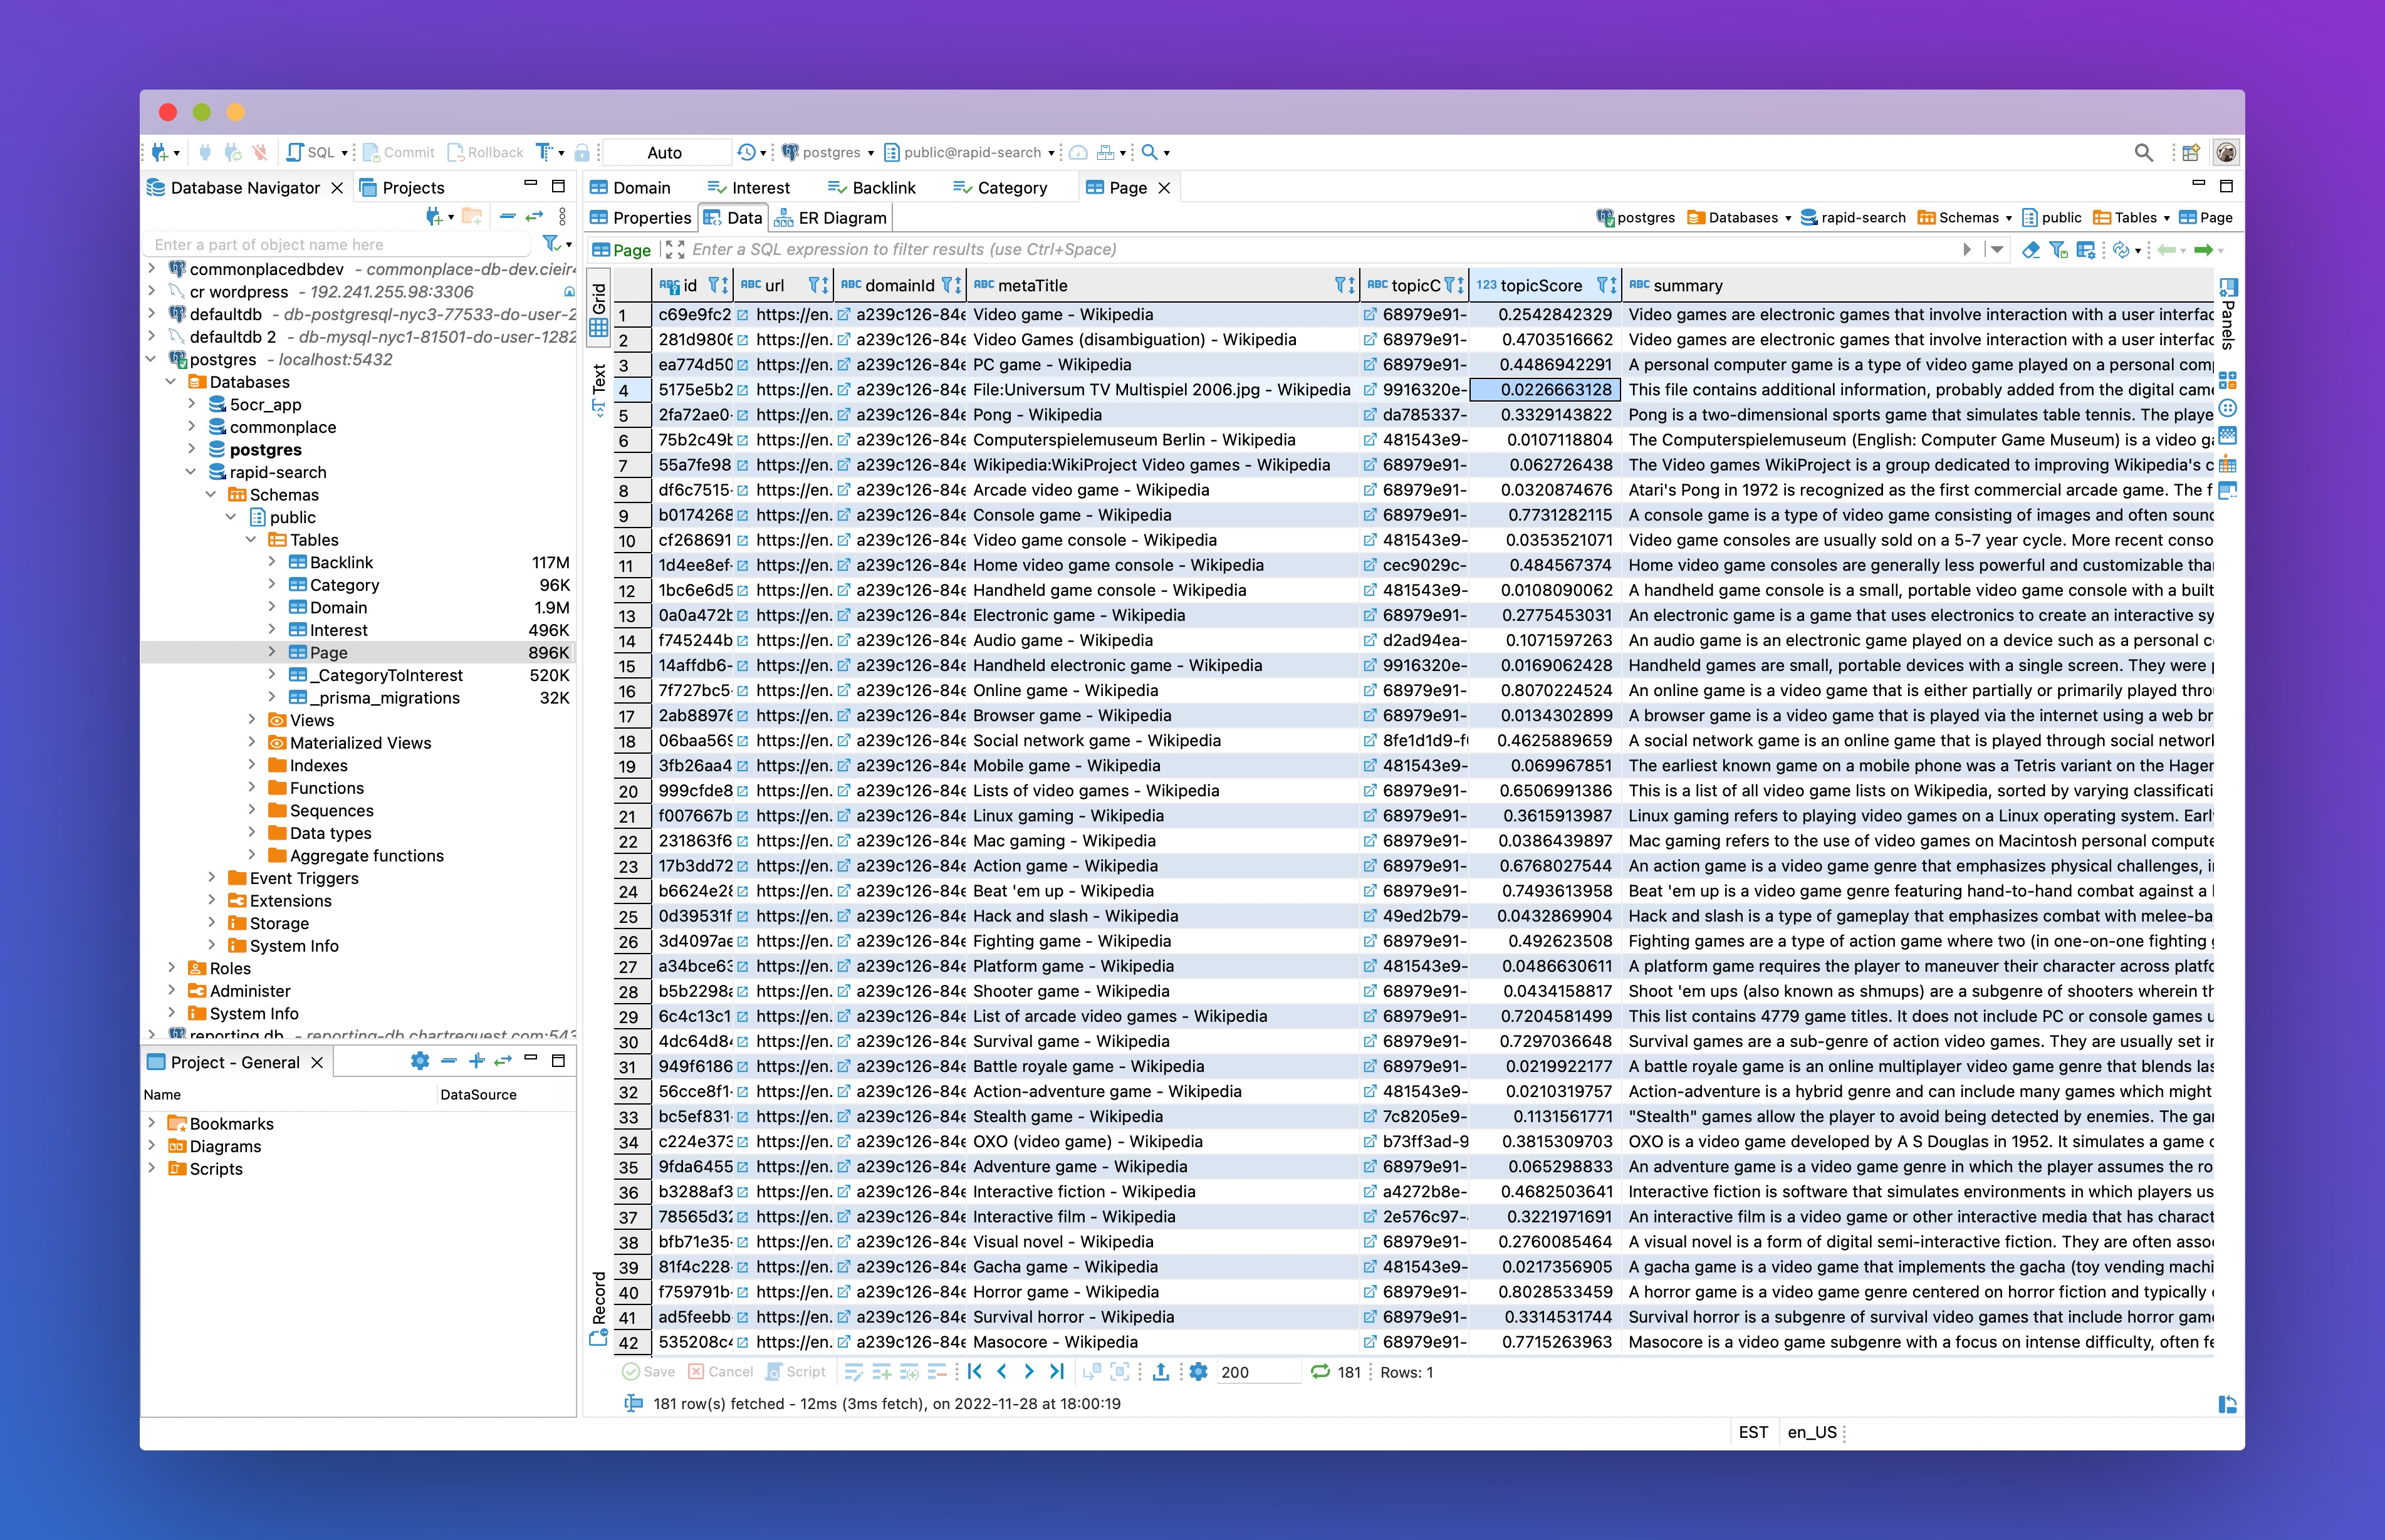 SQL Commit Rollback Auto postgres public@rapid-search
Database Navigator Projects
Enter a part of object name here
commonplacedbdev - commonplace-db-dev.cieir
cr wordpress - 192.241.255.98:3306
defaultdb - db-postgresql-nyc3-77533-do-user-2
defaultdb 2 - db-mysql-nyc1-81501-do-user-1282
postgres - localhost:5432
Databases
5ocr_app
commonplace
postgres
rapid-search
Schemas
public
Tables
Backlink 117M
Category 96K
Domain 1.9M
Interest 496K
Page 896K
_CategoryToInterest 520K
_prisma_migrations 32K
Views
Materialized Views
Indexes
Functions
Sequences
Data types
Aggregate functions
Event Triggers
Extensions
Storage
System Info
Roles
Administer
System Info
reporting db - reporting-db.chartrequest.com:543
Project - General
Name DataSource
Bookmarks
Diagrams
Scripts
Domain Interest Backlink Category Page
Properties Data ER Diagram postgres Databases rapid-search Schemas public Tables Page
Page Enter a SQL expression to filter results (use Ctrl+Space)
Grid
Text
Record
Panels
ABC id ABC url ABC domainId ABC metaTitle ABC topicC 123 topicScore ABC summary
1 c69e9fc2 https://en. a239c126-84e Video game - Wikipedia 68979e91- 0.2542842329 Video games are electronic games that involve interaction with a user interfac
2 281d9806 https://en. a239c126-84e Video Games (disambiguation) - Wikipedia 68979e91- 0.4703516662 Video games are electronic games that involve interaction with a user interfac
3 ea774d50 https://en. a239c126-84e PC game - Wikipedia 68979e91- 0.4486942291 A personal computer game is a type of video game played on a personal com
4 5175e5b2 https://en. a239c126-84e File:Universum TV Multispiel 2006.jpg - Wikipedia 9916320e- 0.0226663128 This file contains additional information, probably added from the digital came
5 2fa72ae0- https://en. a239c126-84e Pong - Wikipedia da785337- 0.3329143822 Pong is a two-dimensional sports game that simulates table tennis. The playe
6 75b2c49b https://en. a239c126-84e Computerspielemuseum Berlin - Wikipedia 481543e9- 0.0107118804 The Computerspielemuseum (English: Computer Game Museum) is a video ga
7 55a7fe98 https://en. a239c126-84e Wikipedia:WikiProject Video games - Wikipedia 68979e91- 0.062726438 The Video games WikiProject is a group dedicated to improving Wikipedia's c
8 df6c7515- https://en. a239c126-84e Arcade video game - Wikipedia 68979e91- 0.0320874676 Atari's Pong in 1972 is recognized as the first commercial arcade game. The f
9 b0174268 https://en. a239c126-84e Console game - Wikipedia 68979e91- 0.7731282115 A console game is a type of video game consisting of images and often sound
10 cf268691 https://en. a239c126-84e Video game console - Wikipedia 481543e9- 0.0353521071 Video game consoles are usually sold on a 5-7 year cycle. More recent conso
11 1d4ee8ef- https://en. a239c126-84e Home video game console - Wikipedia cec9029c- 0.484567374 Home video game consoles are generally less powerful and customizable tha
12 1bc6e6d5 https://en. a239c126-84e Handheld game console - Wikipedia 481543e9- 0.0108090062 A handheld game console is a small, portable video game console with a built
13 0a0a472b https://en. a239c126-84e Electronic game - Wikipedia 68979e91- 0.2775453031 An electronic game is a game that uses electronics to create an interactive sy
14 f745244b https://en. a239c126-84e Audio game - Wikipedia d2ad94ea- 0.1071597263 An audio game is an electronic game played on a device such as a personal c
15 14affdb6- https://en. a239c126-84e Handheld electronic game - Wikipedia 9916320e- 0.0169062428 Handheld games are small, portable devices with a single screen. They were p
16 7f727bc5- https://en. a239c126-84e Online game - Wikipedia 68979e91- 0.8070224524 An online game is a video game that is either partially or primarily played thro
17 2ab88976 https://en. a239c126-84e Browser game - Wikipedia 68979e91- 0.0134302899 A browser game is a video game that is played via the internet using a web br
18 06baa569 https://en. a239c126-84e Social network game - Wikipedia 8fe1d1d9-f 0.4625889659 A social network game is an online game that is played through social network
19 3fb26aa4 https://en. a239c126-84e Mobile game - Wikipedia 481543e9- 0.069967851 The earliest known game on a mobile phone was a Tetris variant on the Hager
20 999cfde8 https://en. a239c126-84e Lists of video games - Wikipedia 68979e91- 0.6506991386 This is a list of all video game lists on Wikipedia, sorted by varying classificati
21 f007667b https://en. a239c126-84e Linux gaming - Wikipedia 68979e91- 0.3615913987 Linux gaming refers to playing video games on a Linux operating system. Earl
22 231863f6 https://en. a239c126-84e Mac gaming - Wikipedia 68979e91- 0.0386439897 Mac gaming refers to the use of video games on Macintosh personal compute
23 17b3dd72 https://en. a239c126-84e Action game - Wikipedia 68979e91- 0.6768027544 An action game is a video game genre that emphasizes physical challenges, i
24 b6624e28 https://en. a239c126-84e Beat 'em up - Wikipedia 68979e91- 0.7493613958 Beat 'em up is a video game genre featuring hand-to-hand combat against a l
25 0d39531f https://en. a239c126-84e Hack and slash - Wikipedia 49ed2b79- 0.0432869904 Hack and slash is a type of gameplay that emphasizes combat with melee-ba
26 3d4097ae https://en. a239c126-84e Fighting game - Wikipedia 68979e91- 0.492623508 Fighting games are a type of action game where two (in one-on-one fighting g
27 a34bce63 https://en. a239c126-84e Platform game - Wikipedia 481543e9- 0.0486630611 A platform game requires the player to maneuver their character across platfo
28 b5b2298a https://en. a239c126-84e Shooter game - Wikipedia 68979e91- 0.0434158817 Shoot 'em ups (also known as shmups) are a subgenre of shooters wherein th
29 6c4c13c1 https://en. a239c126-84e List of arcade video games - Wikipedia 68979e91- 0.7204581499 This list contains 4779 game titles. It does not include PC or console games u
30 4dc64d84 https://en. a239c126-84e Survival game - Wikipedia 68979e91- 0.7297036648 Survival games are a sub-genre of action video games. They are usually set in
31 949f6186 https://en. a239c126-84e Battle royale game - Wikipedia 68979e91- 0.0219922177 A battle royale game is an online multiplayer video game genre that blends las
32 56cce8f1- https://en. a239c126-84e Action-adventure game - Wikipedia 481543e9- 0.0210319757 Action-adventure is a hybrid genre and can include many games which might
33 bc5ef831- https://en. a239c126-84e Stealth game - Wikipedia 7c8205e9- 0.1131561771 "Stealth" games allow the player to avoid being detected by enemies. The gar
34 c224e373 https://en. a239c126-84e OXO (video game) - Wikipedia b73ff3ad-9 0.3815309703 OXO is a video game developed by A S Douglas in 1952. It simulates a game o
35 9fda6455 https://en. a239c126-84e Adventure game - Wikipedia 68979e91- 0.065298833 An adventure game is a video game genre in which the player assumes the ro
36 b3288af3 https://en. a239c126-84e Interactive fiction - Wikipedia a4272b8e- 0.4682503641 Interactive fiction is software that simulates environments in which players us
37 78565d32 https://en. a239c126-84e Interactive film - Wikipedia 2e576c97- 0.3221971691 An interactive film is a video game or other interactive media that has charact
38 bfb71e35- https://en. a239c126-84e Visual novel - Wikipedia 68979e91- 0.2760085464 A visual novel is a form of digital semi-interactive fiction. They are often asso
39 81f4c228- https://en. a239c126-84e Gacha game - Wikipedia 481543e9- 0.0217356905 A gacha game is a video game that implements the gacha (toy vending machi
40 f759791b- https://en. a239c126-84e Horror game - Wikipedia 68979e91- 0.8028533459 A horror game is a video game genre centered on horror fiction and typically
41 ad5feebb https://en. a239c126-84e Survival horror - Wikipedia 68979e91- 0.3314531744 Survival horror is a subgenre of survival video games that include horror game
42 535208c4 https://en. a239c126-84e Masocore - Wikipedia 68979e91- 0.7715263963 Masocore is a video game subgenre with a focus on intense difficulty, often fe
Save Cancel Script 200 181 Rows: 1
181 row(s) fetched - 12ms (3ms fetch), on 2022-11-28 at 18:00:19
EST en_US